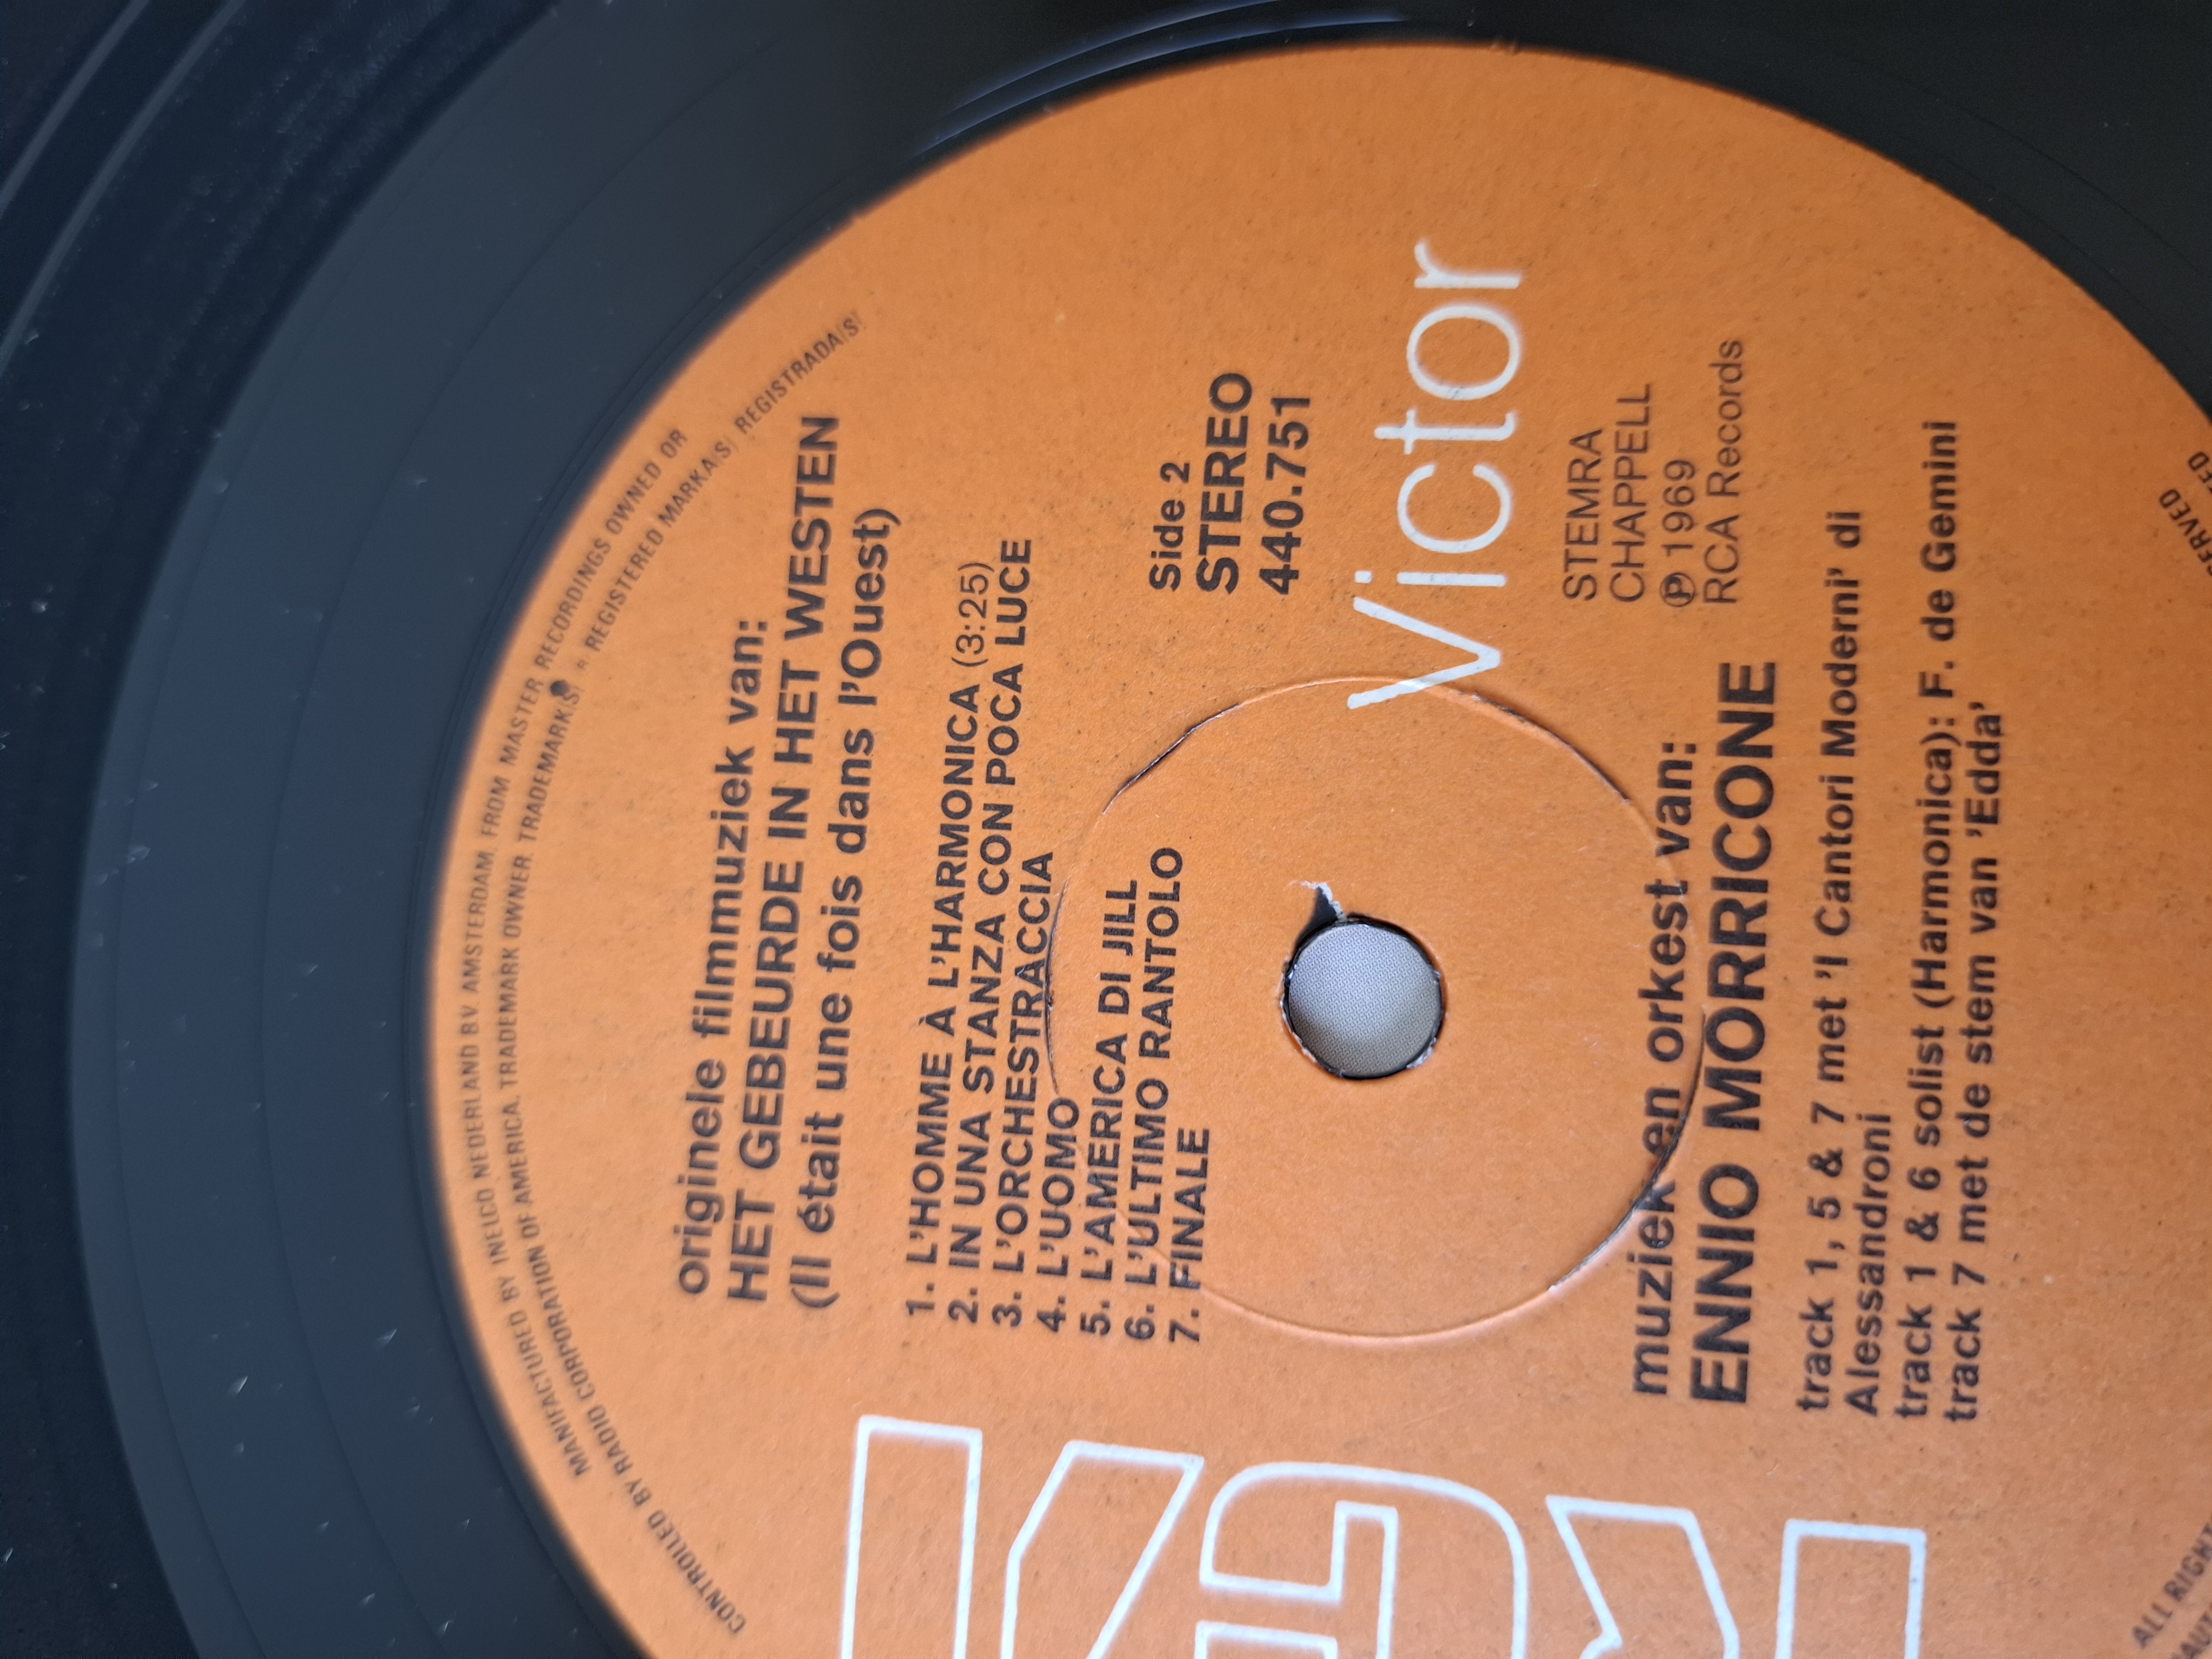 MANIFACTURED BY INELCO NEDERLAND BV. AMSTERDAM, FROM MASTER RECORDINGS OWNED OR
CONTROLLED BY RADIO CORPORATION OF AMERICA. TRADEMARK OWNER. TRADEMARK(S) ® REGISTERED MARKA(S) REGISTRADA(S)
originele filmmuziek van:
HET GEBEURDE IN HET WESTEN
(Il était une fois dans l'Ouest)
1. L'HOMME À L'HARMONICA (3:25)
2. IN UNA STANZA CON POCA LUCE
3. L'ORCHESTRACCIA
4. L'UOMO
5. L'AMERICA DI JILL
6. L'ULTIMO RANTOLO
7. FINALE
Side 2
STEREO
440.751
RCA Victor
STEMRA
CHAPPELL
℗ 1969
RCA Records
muziek en orkest van:
ENNIO MORRICONE
track 1, 5 & 7 met 'I Cantori Moderni' di
Alessandroni
track 1 & 6 solist (Harmonica): F. de Gemini
track 7 met de stem van 'Edda'
ALL RIGHT